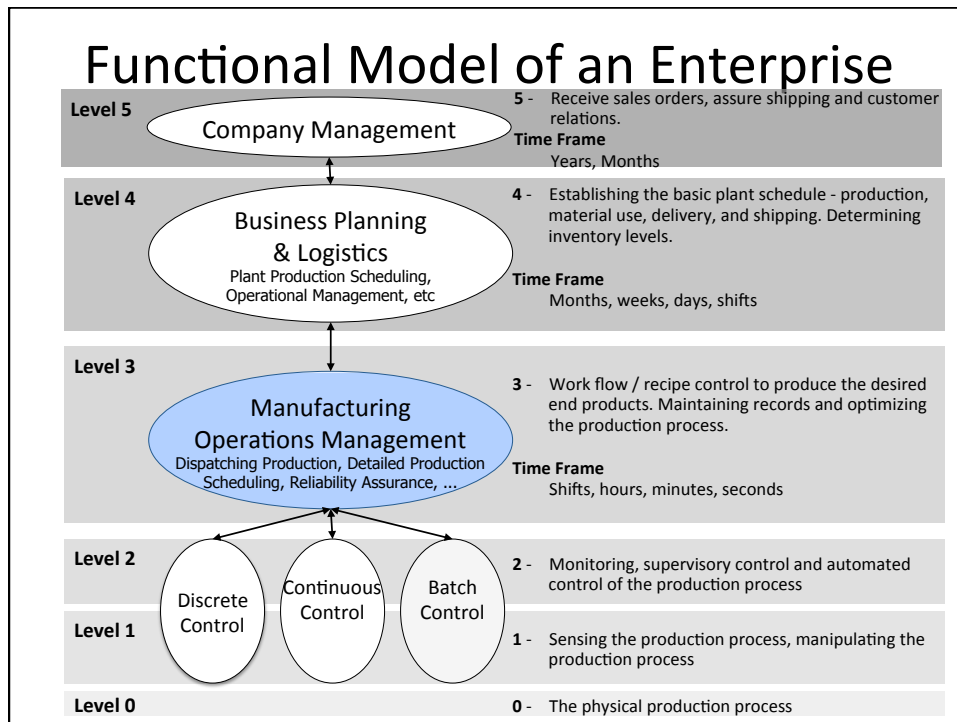 Functional Model of an Enterprise
Level 5
Company Management
5 - Receive sales orders, assure shipping and customer
relations.
Time Frame
Years, Months
Level 4
Business Planning
& Logistics
Plant Production Scheduling,
Operational Management, etc
4 - Establishing the basic plant schedule - production,
material use, delivery, and shipping. Determining
inventory levels.
Time Frame
Months, weeks, days, shifts
Level 3
Manufacturing
Operations Management
Dispatching Production, Detailed Production
Scheduling, Reliability Assurance, ...
3 - Work flow / recipe control to produce the desired
end products. Maintaining records and optimizing
the production process.
Time Frame
Shifts, hours, minutes, seconds
Level 2
Discrete
Control
Continuous
Control
Batch
Control
2 - Monitoring, supervisory control and automated
control of the production process
Level 1
1 - Sensing the production process, manipulating the
production process
Level 0
0 - The physical production process